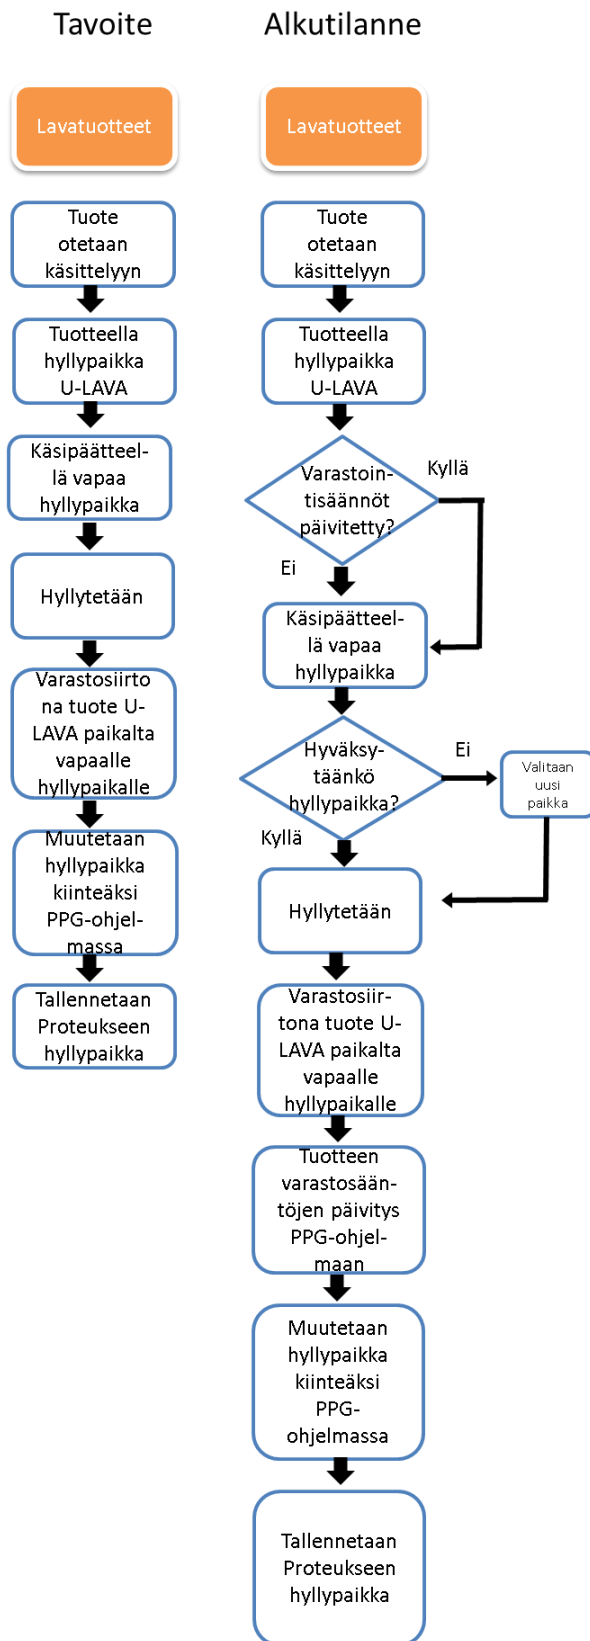 Tavoite
Lavatuotteet
Tuote
otetaan
käsittelyyn
Tuotteella
hyllypaikka
U-LAVA
Käsipäätteel-
lä vapaa
hyllypaikka
Hyllytetään
Varastosiirto
na tuote U-
LAVA paikalta
vapaalle
hyllypaikalle
Muutetaan
hyllypaikka
kiinteäksi
PPG-ohjel-
massa
Tallennetaan
Proteukseen
hyllypaikka
Alkutilanne
Lavatuotteet
Tuote
otetaan
käsittelyyn
Tuotteella
hyllypaikka
U-LAVA
Varastoin-
tisäännöt
päivitetty?
Kyllä
Ei
Käsipäätteel-
lä vapaa
hyllypaikka
Hyväksy-
täänkö
hyllypaikka?
Ei
Valitaan
uusi
paikka
Kyllä
Hyllytetään
Varastosiir-
tona tuote U-
LAVA paikalta
vapaalle
hyllypaikalle
Tuotteen
varastosään-
töjen päivitys
PPG-ohjel-
maan
Muutetaan
hyllypaikka
kiinteäksi
PPG-
ohjelmassa
Tallennetaan
Proteukseen
hyllypaikka